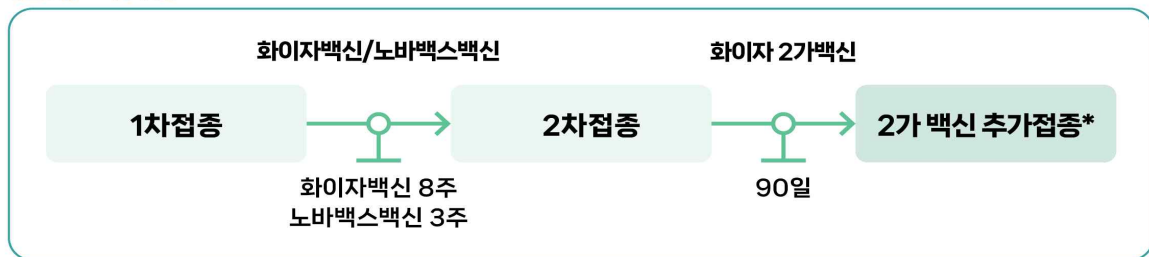 화이자백신/노바백스백신
화이자 2가백신
1차접종
2차접종
2가 백신 추가접종*
화이자백신 8주
노바백스백신 3주
90일